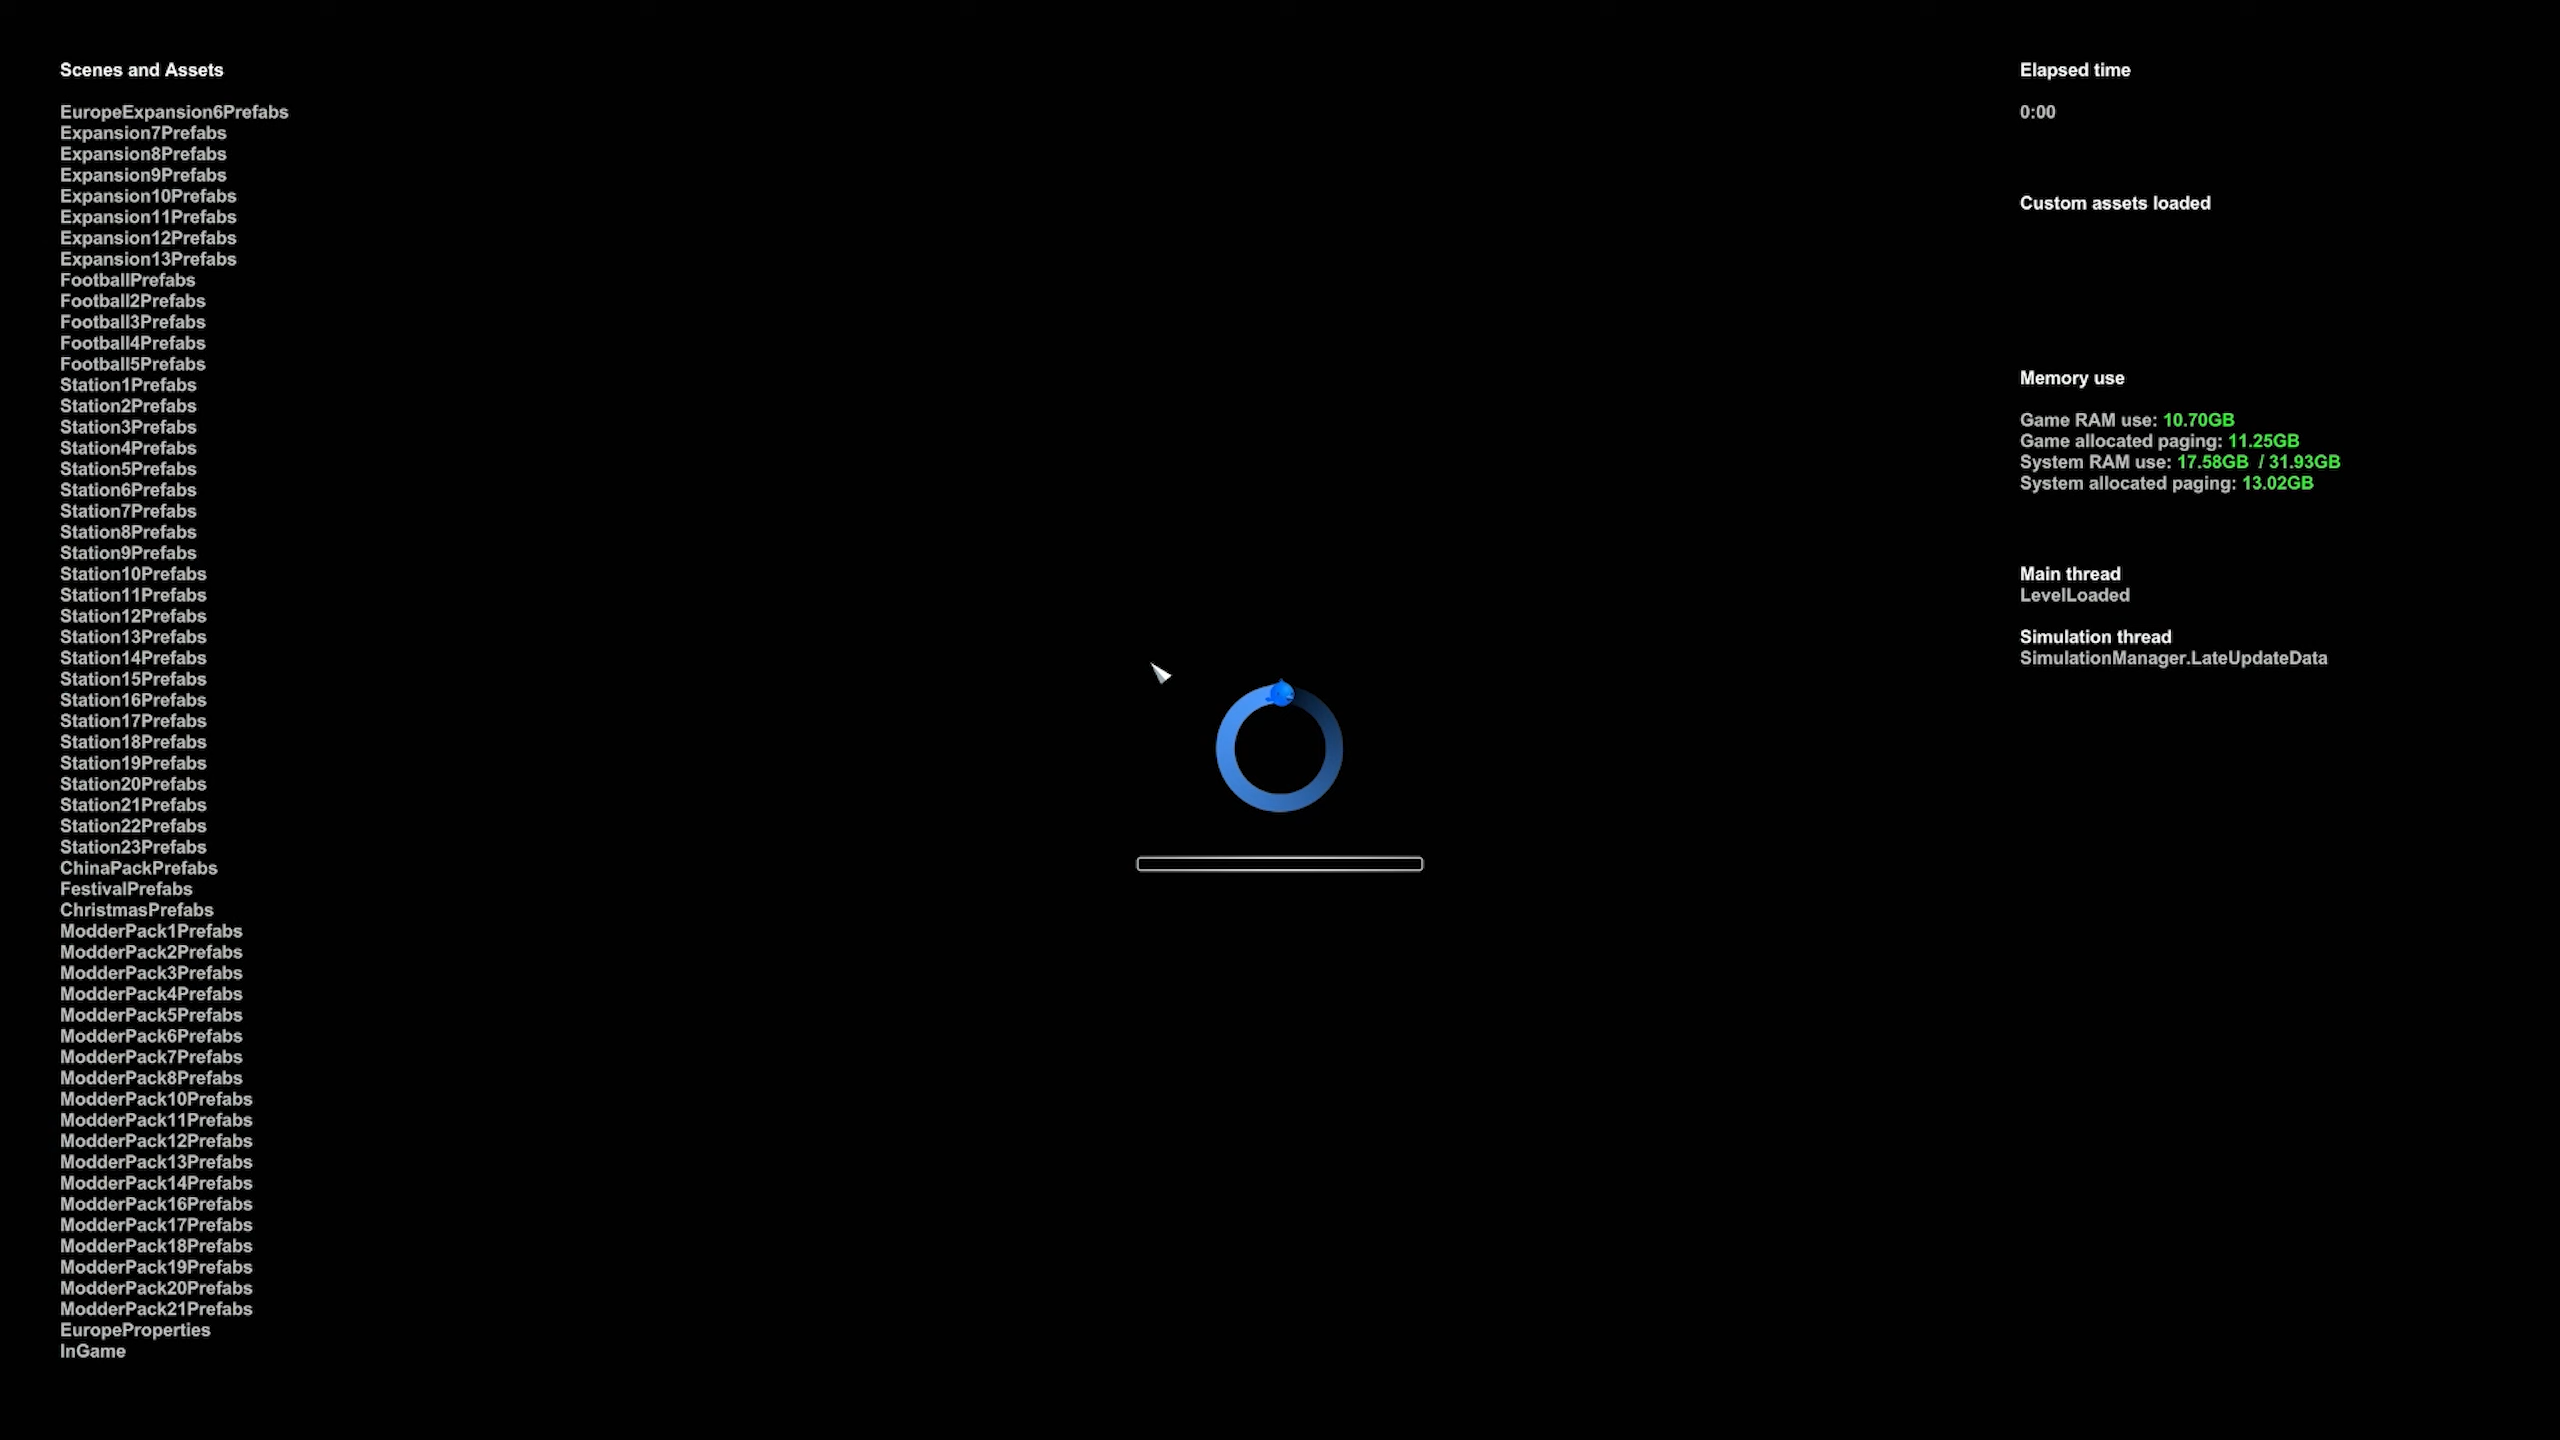 Scenes and Assets
EuropeExpansion6Prefabs
Expansion7Prefabs
Expansion8Prefabs
Expansion9Prefabs
Expansion10Prefabs
Expansion11Prefabs
Expansion12Prefabs
Expansion13Prefabs
FootballPrefabs
Football2Prefabs
Football3Prefabs
Football4Prefabs
Football5Prefabs
Station1Prefabs
Station2Prefabs
Station3Prefabs
Station4Prefabs
Station5Prefabs
Station6Prefabs
Station7Prefabs
Station8Prefabs
Station9Prefabs
Station10Prefabs
Station11Prefabs
Station12Prefabs
Station13Prefabs
Station14Prefabs
Station15Prefabs
Station16Prefabs
Station17Prefabs
Station18Prefabs
Station19Prefabs
Station20Prefabs
Station21Prefabs
Station22Prefabs
Station23Prefabs
ChinaPackPrefabs
FestivalPrefabs
ChristmasPrefabs
ModderPack1Prefabs
ModderPack2Prefabs
ModderPack3Prefabs
ModderPack4Prefabs
ModderPack5Prefabs
ModderPack6Prefabs
ModderPack7Prefabs
ModderPack8Prefabs
ModderPack10Prefabs
ModderPack11Prefabs
ModderPack12Prefabs
ModderPack13Prefabs
ModderPack14Prefabs
ModderPack16Prefabs
ModderPack17Prefabs
ModderPack18Prefabs
ModderPack19Prefabs
ModderPack20Prefabs
ModderPack21Prefabs
EuropeProperties
InGame
Elapsed time
0:00
Custom assets loaded
Memory use
Game RAM use: 10.70GB
Game allocated paging: 11.25GB
System RAM use: 17.58GB / 31.93GB
System allocated paging: 13.02GB
Main thread
LevelLoaded
Simulation thread
SimulationManager.LateUpdateData